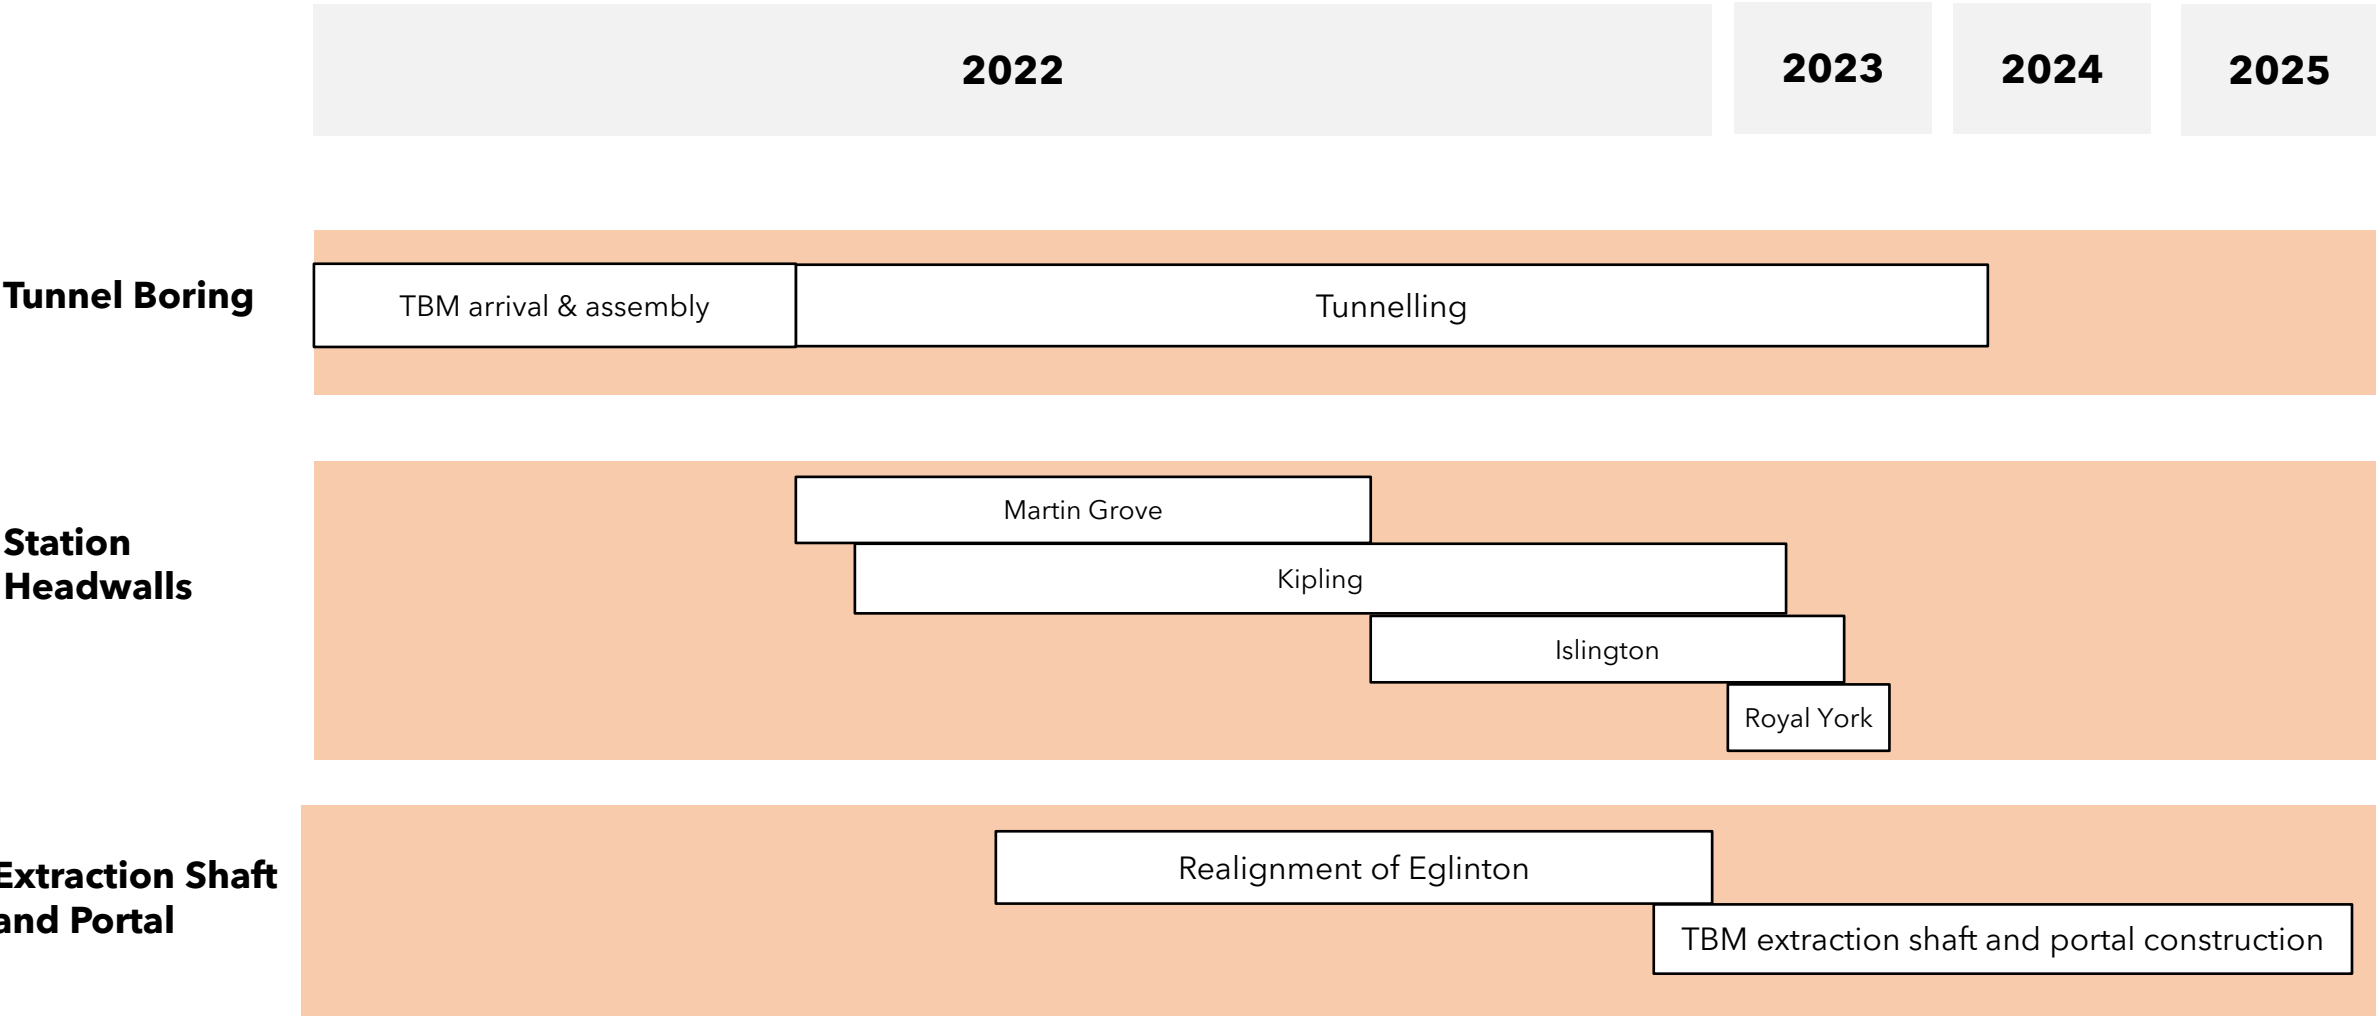 2022
2023
2024
2025
Tunnel Boring
TBM arrival & assembly
Tunnelling
Station
Headwalls
Martin Grove
Kipling
Islington
Royal York
Extraction Shaft
and Portal
Realignment of Eglinton
TBM extraction shaft and portal construction